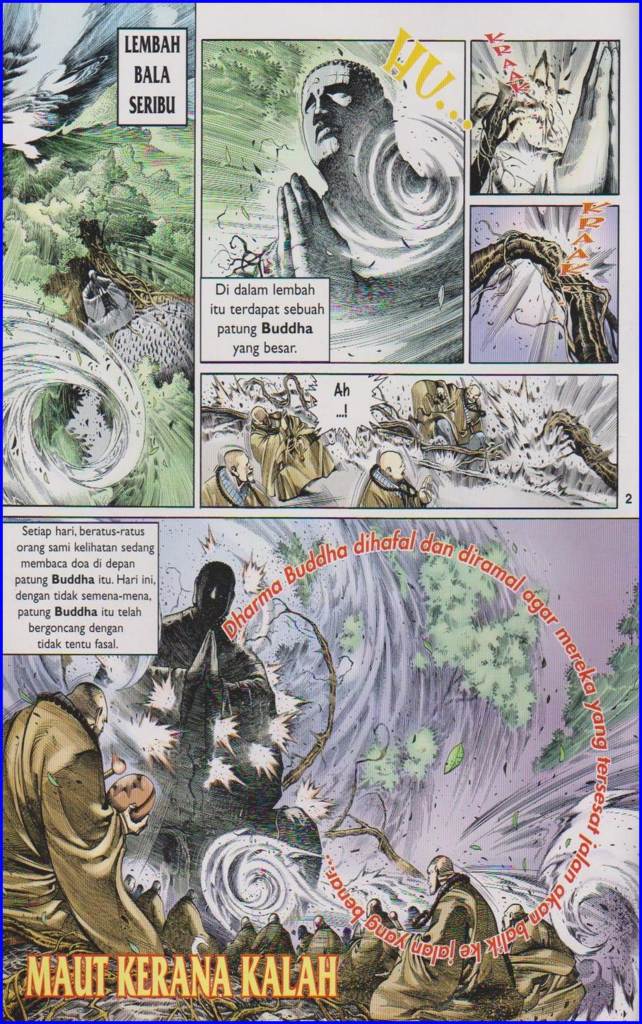 LEMBAH
BALA
SERIBU
HU...
KRAAK
Di dalam lembah
itu terdapat sebuah
patung Buddha
yang besar.
KRAAK
Ah
...!
2
Setiap hari, beratus-ratus
orang sami kelihatan sedang
membaca doa di depan
patung Buddha itu. Hari ini,
dengan tidak semena-mena,
patung Buddha itu telah
bergoncang dengan
tidak tentu fasal.
Dharma Buddha dihafal dan diramal agar mereka yang tersesat jalan akan balik ke jalan yang benar...
MAUT KERANA KALAH